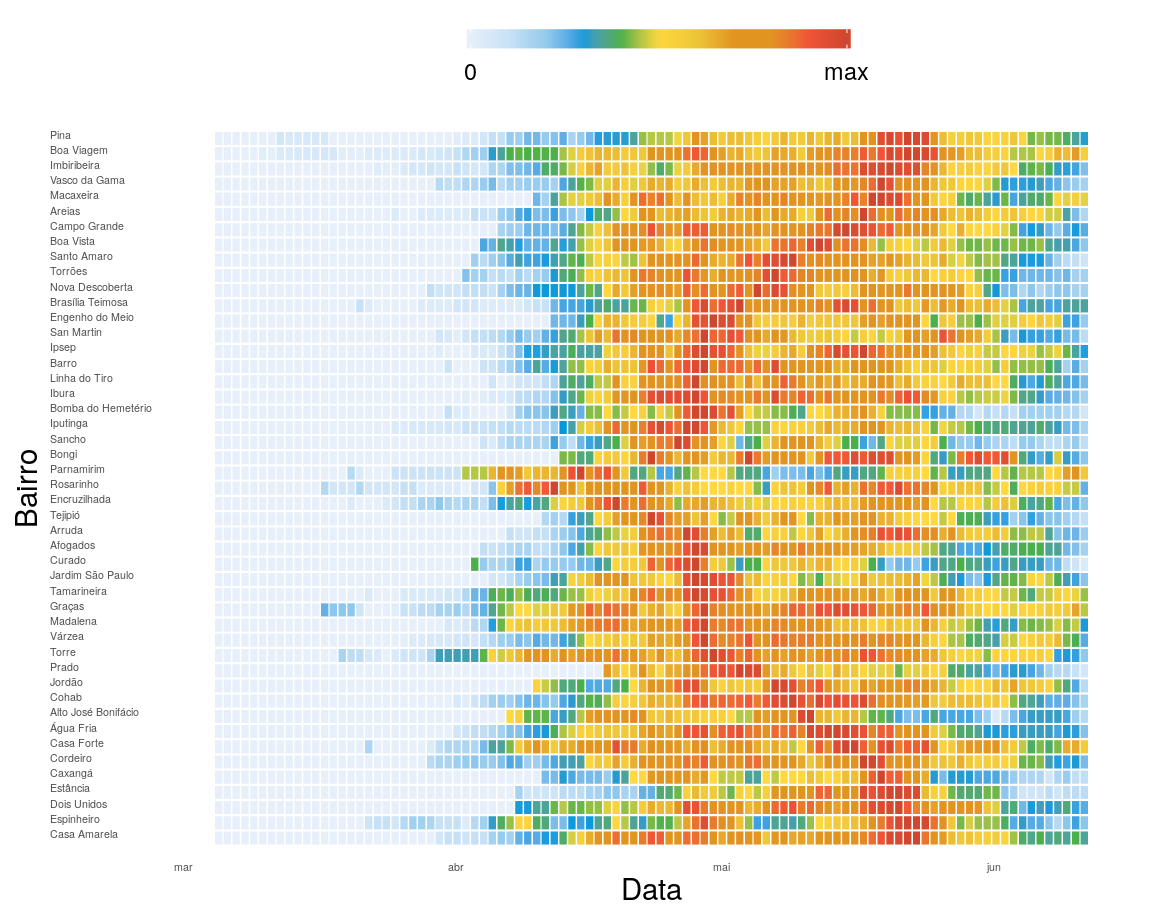 0 max
Pina
Boa Viagem
Imbiribeira
Vasco da Gama
Macaxeira
Areias
Campo Grande
Boa Vista
Santo Amaro
Torrões
Nova Descoberta
Brasília Teimosa
Engenho do Meio
San Martin
Ipsep
Barro
Linha do Tiro
Ibura
Bomba do Hemetério
Iputinga
Sancho
Bongi
Parnamirim
Rosarinho
Encruzilhada
Tejipió
Arruda
Afogados
Curado
Jardim São Paulo
Tamarineira
Graças
Madalena
Várzea
Torre
Prado
Jordão
Cohab
Alto José Bonifácio
Água Fria
Casa Forte
Cordeiro
Caxangá
Estância
Dois Unidos
Espinheiro
Casa Amarela
Bairro
mar abr mai jun
Data